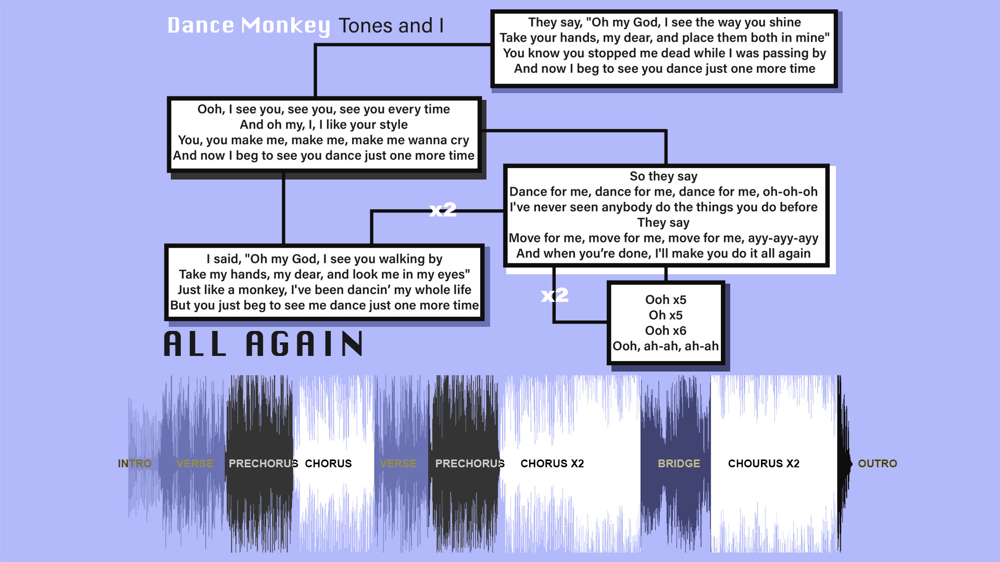 Dance Monkey Tones and I
They say, "Oh my God, I see the way you shine
Take your hands, my dear, and place them both in mine"
You know you stopped me dead while I was passing by
And now I beg to see you dance just one more time
Ooh, I see you, see you, see you every time
And oh my, I, I like your style
You, you make me, make me, make me wanna cry
And now I beg to see you dance just one more time
So they say
Dance for me, dance for me, dance for me, oh-oh-oh
I've never seen anybody do the things you do before
They say
Move for me, move for me, move for me, ayy-ayy-ayy
And when you’re done, I'll make you do it all again
x2
I said, "Oh my God, I see you walking by
Take my hands, my dear, and look me in my eyes"
Just like a monkey, I've been dancin’ my whole life
But you just beg to see me dance just one more time
x2
Ooh x5
Oh x5
Ooh x6
Ooh, ah-ah, ah-ah
ALL AGAIN
INTRO VERSE PRECHORUS CHORUS VERSE PRECHORUS CHORUS X2 BRIDGE CHOURUS X2 OUTRO